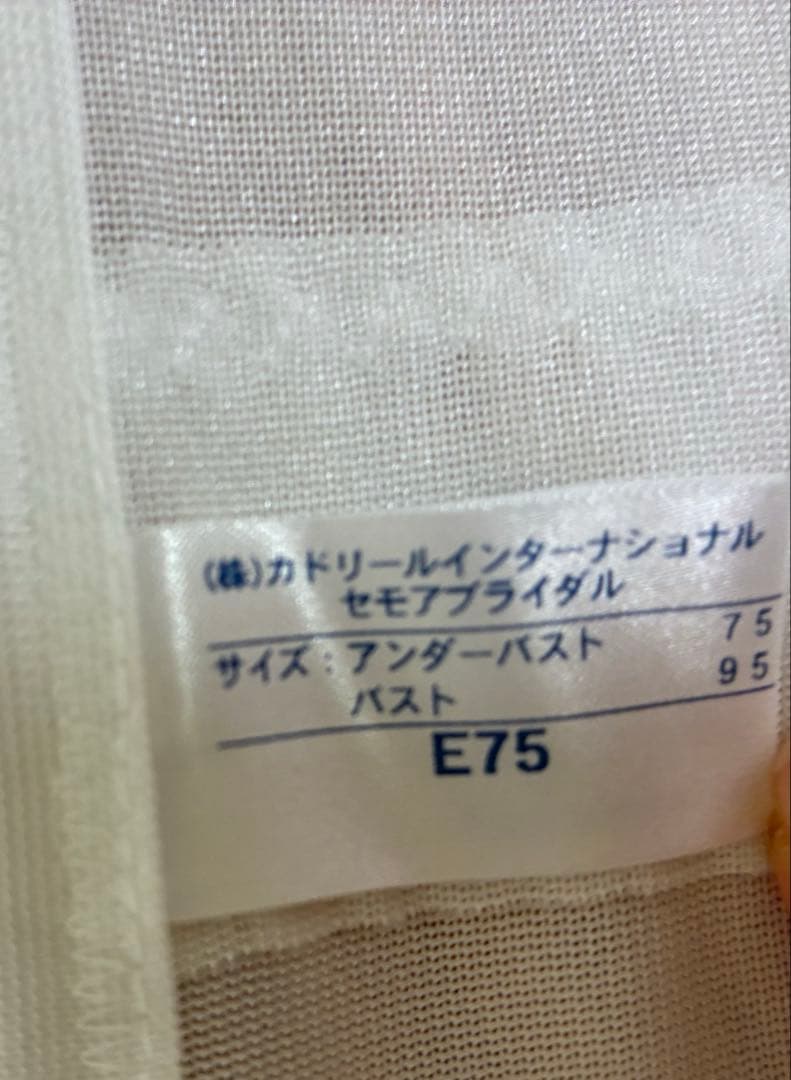 (株)カドリールインターナショナル
セモアブライダル
サイズ：アンダーバスト 75
バスト 95
E75